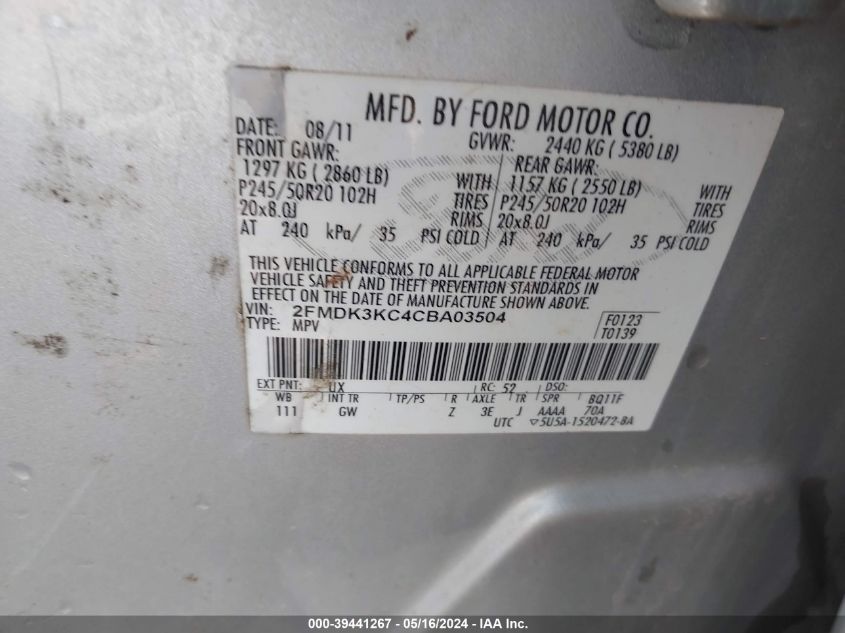 MFD. BY FORD MOTOR CO.
DATE: 08/11 GVWR: 2440 KG ( 5380 LB)
FRONT GAWR: REAR GAWR:
1297 KG ( 2860 LB) WITH 1157 KG ( 2550 LB) WITH
P245/50R20 102H TIRES P245/50R20 102H TIRES
20x8.0J RIMS 20x8.0J RIMS
AT 240 kPa/ 35 PSI COLD AT 240 kPa/ 35 PSI COLD
THIS VEHICLE CONFORMS TO ALL APPLICABLE FEDERAL MOTOR
VEHICLE SAFETY AND THEFT PREVENTION STANDARDS IN
EFFECT ON THE DATE OF MANUFACTURE SHOWN ABOVE.
VIN: 2FMDK3KC4CBA03504
TYPE: MPV
F0123
T0139
EXT PNT: UX RC: 52 DSO:
WB INT TR TP/PS R AXLE TR SPR BQ11F
111 GW Z 3E J AAAA 70A
UTC ▽5U5A-1520472-BA
000-39441267 - 05/16/2024 - IAA Inc.